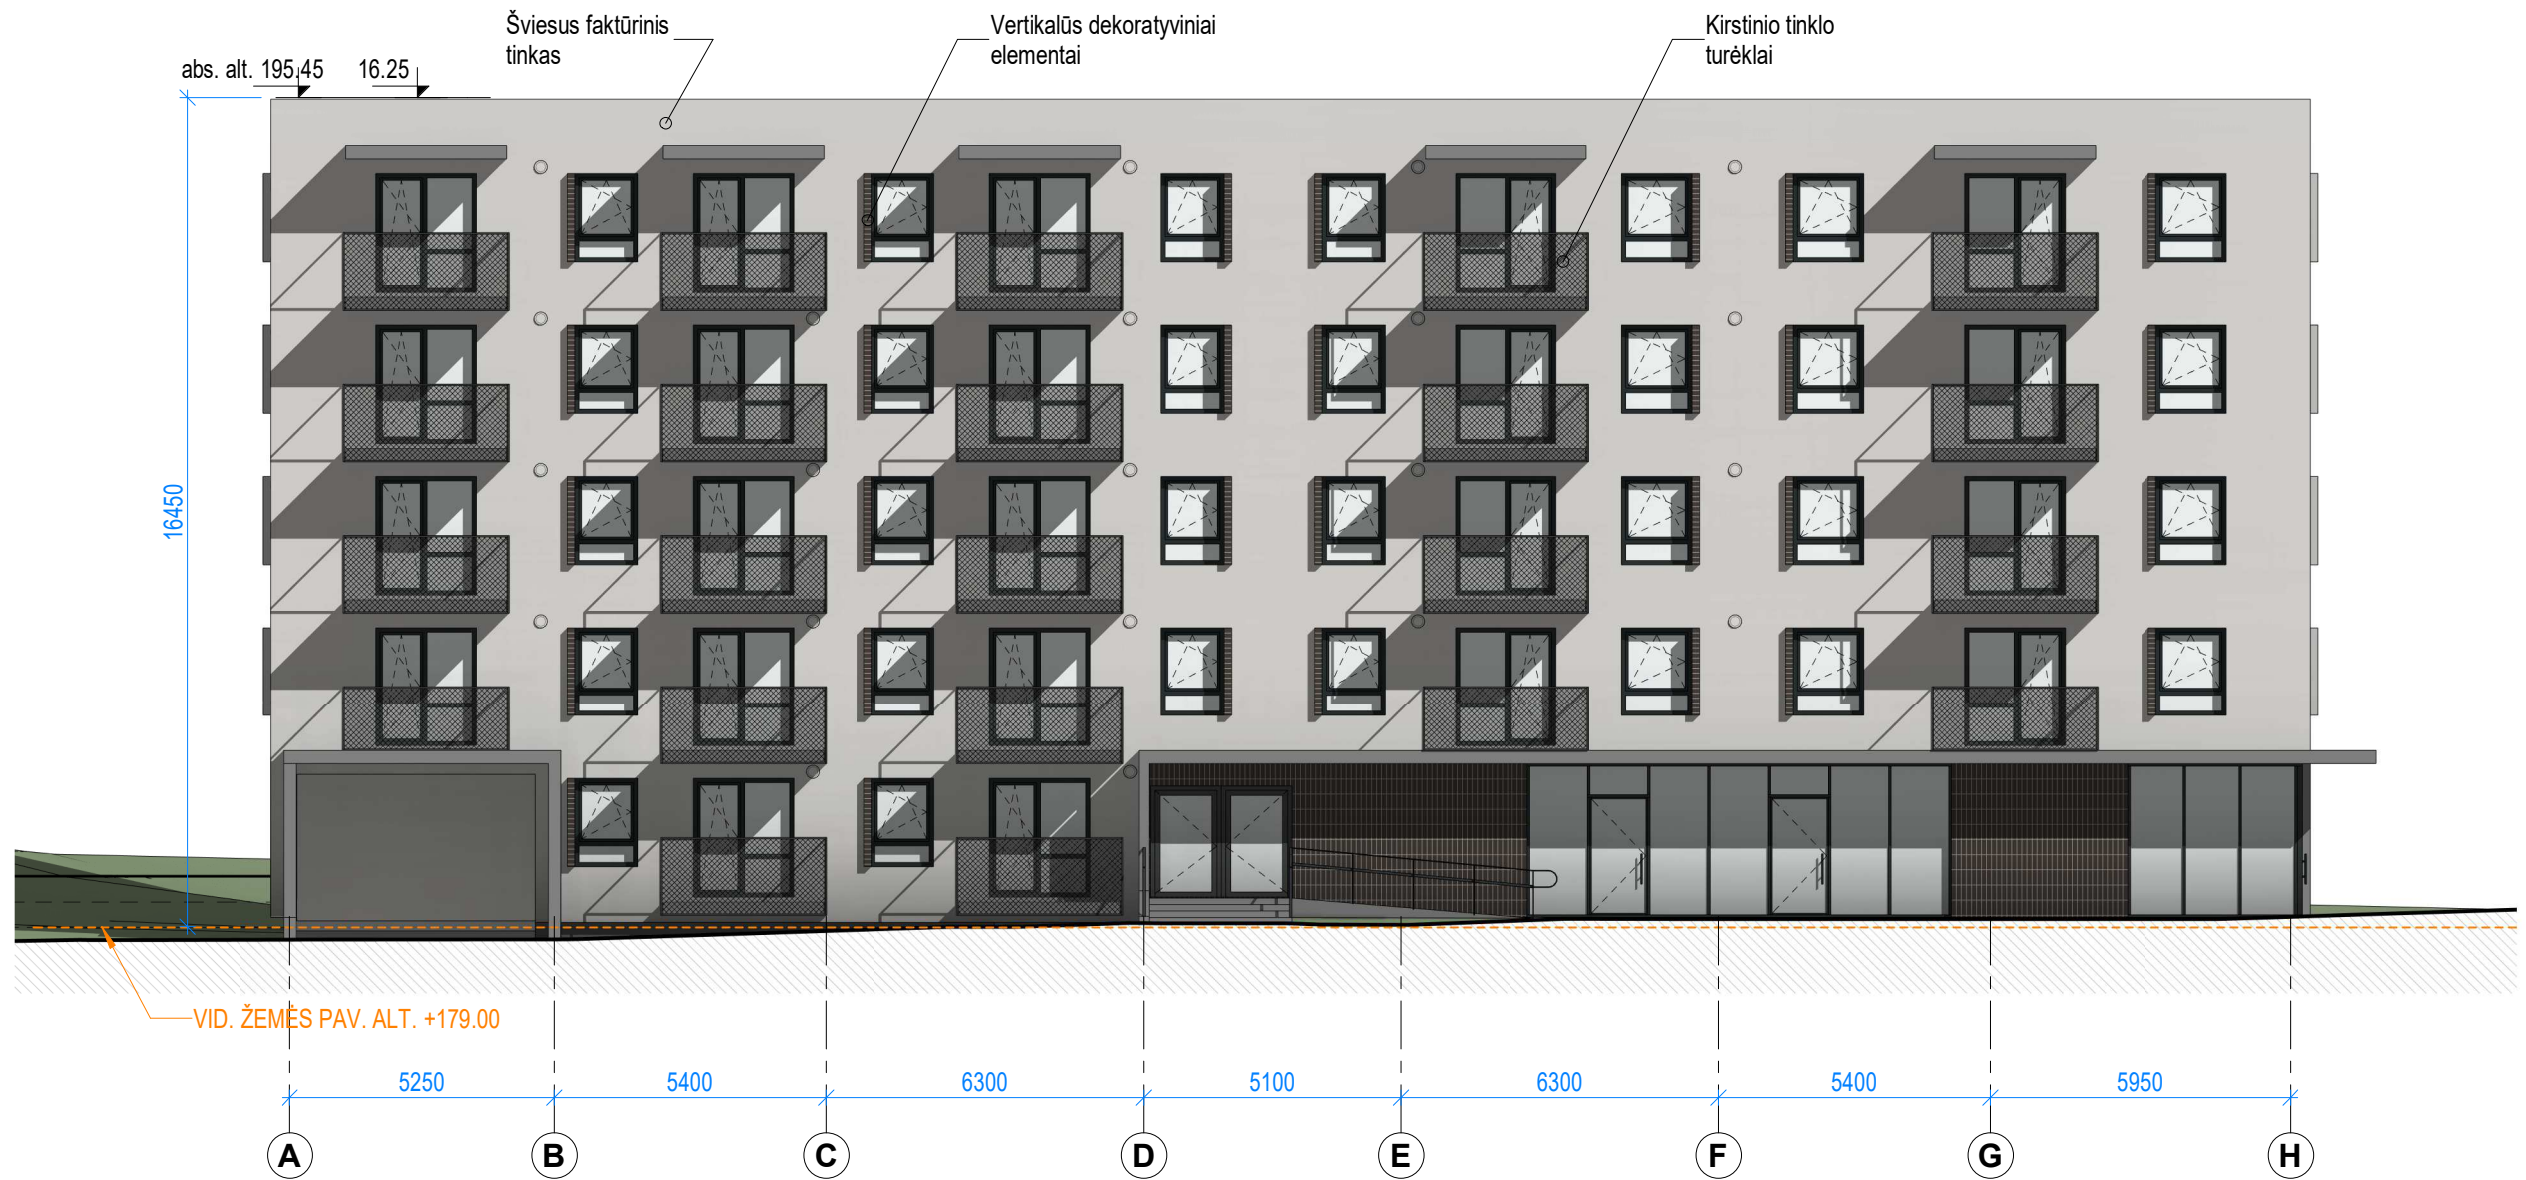 Šviesus faktūrinis
tinkas
Vertikalūs dekoratyviniai
elementai
Kirstinio tinklo
turėklai
abs. alt. 195.45
16.25
16450
VID. ŽEMĖS PAV. ALT. +179.00
5250
5400
6300
5100
6300
5400
5950
A
B
C
D
E
F
G
H